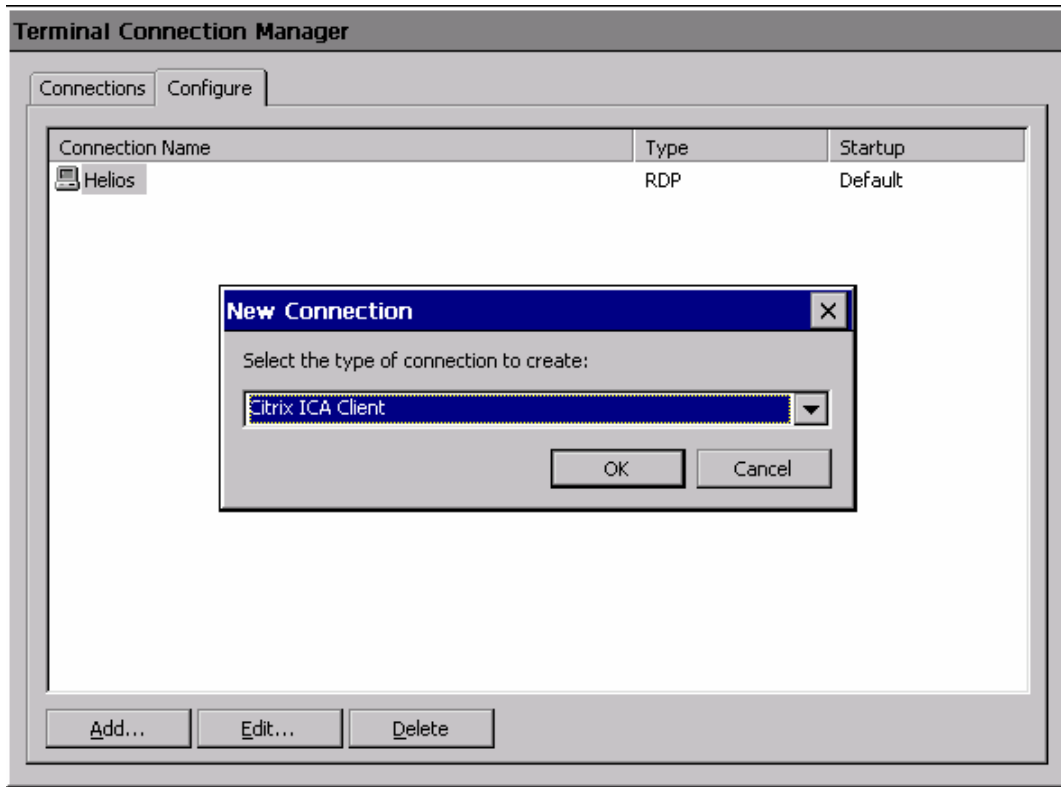 Terminal Connection Manager
Connections Configure
Connection Name Type Startup
Helios RDP Default
New Connection
Select the type of connection to create:
Citrix ICA Client
OK Cancel
Add... Edit... Delete